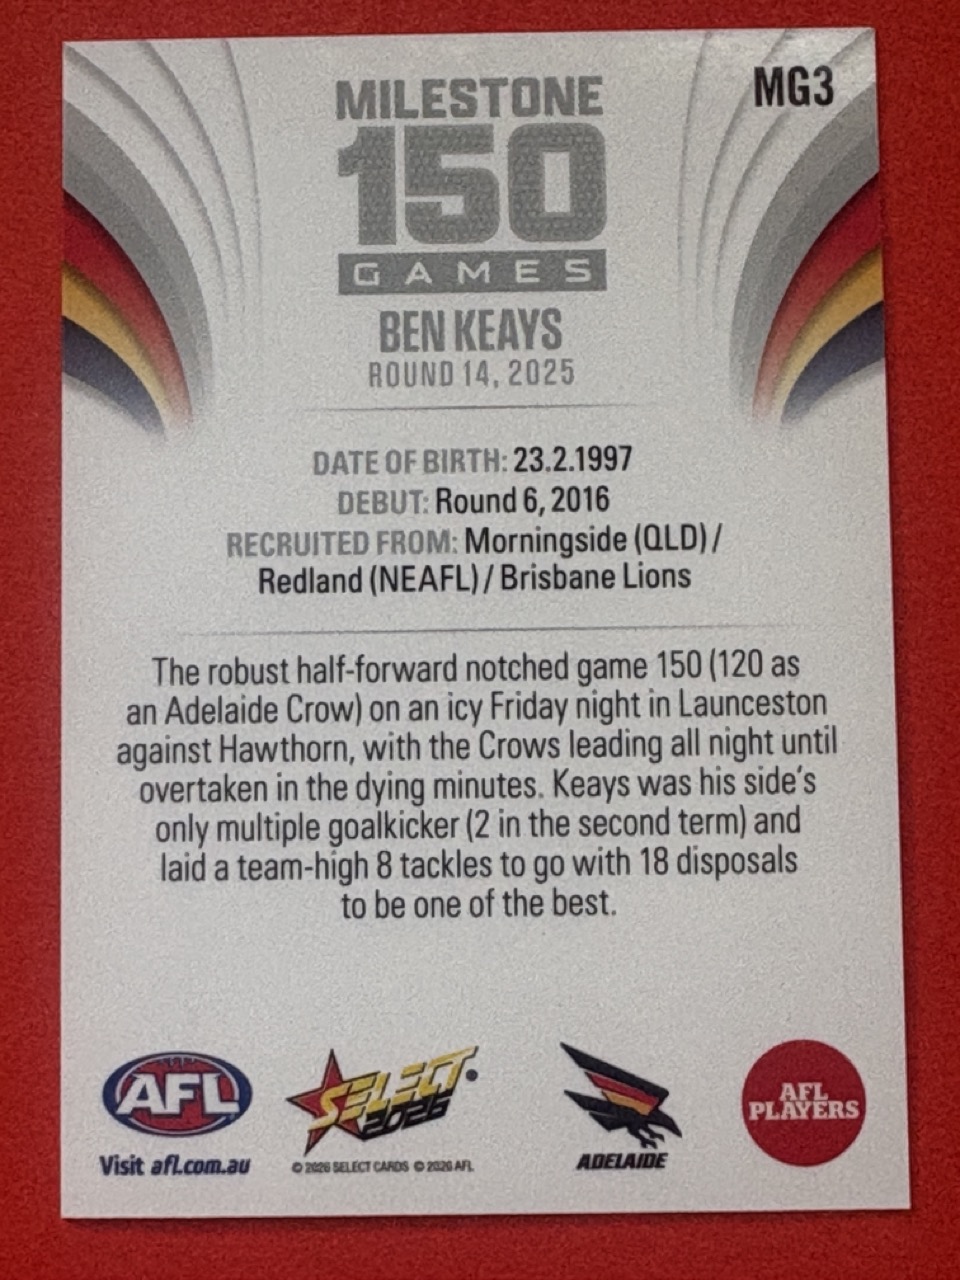 MG3
MILESTONE
150
GAMES
BEN KEAYS
ROUND 14, 2025
DATE OF BIRTH: 23.2.1997
DEBUT: Round 6, 2016
RECRUITED FROM: Morningside (QLD) /
Redland (NEAFL) / Brisbane Lions
The robust half-forward notched game 150 (120 as
an Adelaide Crow) on an icy Friday night in Launceston
against Hawthorn, with the Crows leading all night until
overtaken in the dying minutes. Keays was his side's
only multiple goalkicker (2 in the second term) and
laid a team-high 8 tackles to go with 18 disposals
to be one of the best.
AFL
Visit afl.com.au
SELECT
2026
© 2026 SELECT CARDS © 2026 AFL
ADELAIDE
AFL
PLAYERS